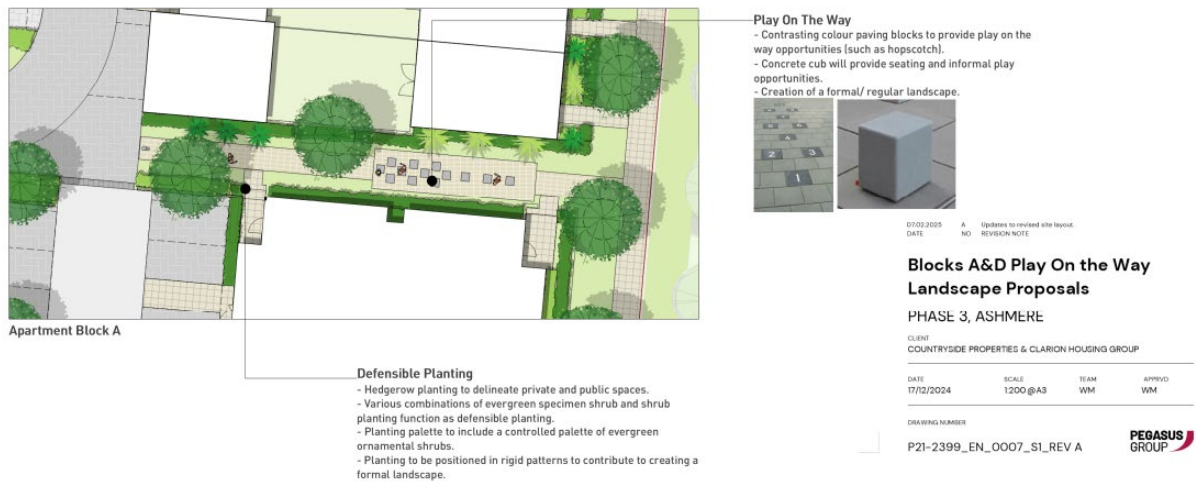 Play On The Way
- Contrasting colour paving blocks to provide play on the
way opportunities (such as hopscotch).
- Concrete cub will provide seating and informal play
opportunities.
- Creation of a formal/ regular landscape.
2
3
1
07.02.2025 A Updates to revised site layout
DATE NO REVISION NOTE
Blocks A&D Play On the Way
Landscape Proposals
PHASE 3, ASHMERE
CLIENT
COUNTRYSIDE PROPERTIES & CLARION HOUSING GROUP
DATE SCALE TEAM APPRVD
17/12/2024 1:200 @A3 WM WM
DRAWING NUMBER
P21-2399_EN_0007_S1_REV A
PEGASUS
GROUP
Apartment Block A
Defensible Planting
- Hedgerow planting to delineate private and public spaces.
- Various combinations of evergreen specimen shrub and shrub
planting function as defensible planting.
- Planting palette to include a controlled palette of evergreen
ornamental shrubs.
- Planting to be positioned in rigid patterns to contribute to creating a
formal landscape.